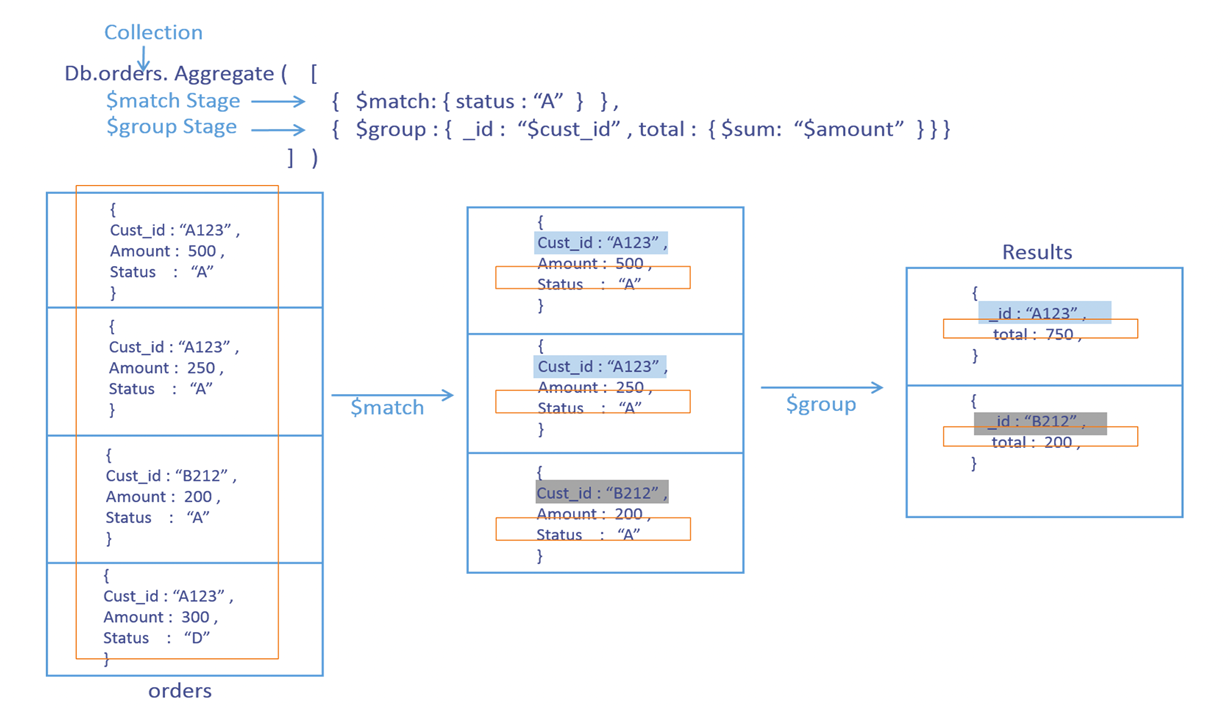 Collection
Db.orders. Aggregate ( [
$match Stage { $match: { status : “A” } } ,
$group Stage { $group : { _id : “$cust_id” , total : { $sum: “$amount” } } }
] )
{
Cust_id : “A123” ,
Amount : 500 ,
Status : “A”
}
{
Cust_id : “A123” ,
Amount : 250 ,
Status : “A”
}
{
Cust_id : “B212” ,
Amount : 200 ,
Status : “A”
}
{
Cust_id : “A123” ,
Amount : 300 ,
Status : “D”
}
orders
$match
{
Cust_id : “A123” ,
Amount : 500 ,
Status : “A”
}
{
Cust_id : “A123” ,
Amount : 250 ,
Status : “A”
}
{
Cust_id : “B212” ,
Amount : 200 ,
Status : “A”
}
$group
Results
{
_id : “A123” ,
total : 750 ,
}
{
_id : “B212” ,
total : 200 ,
}